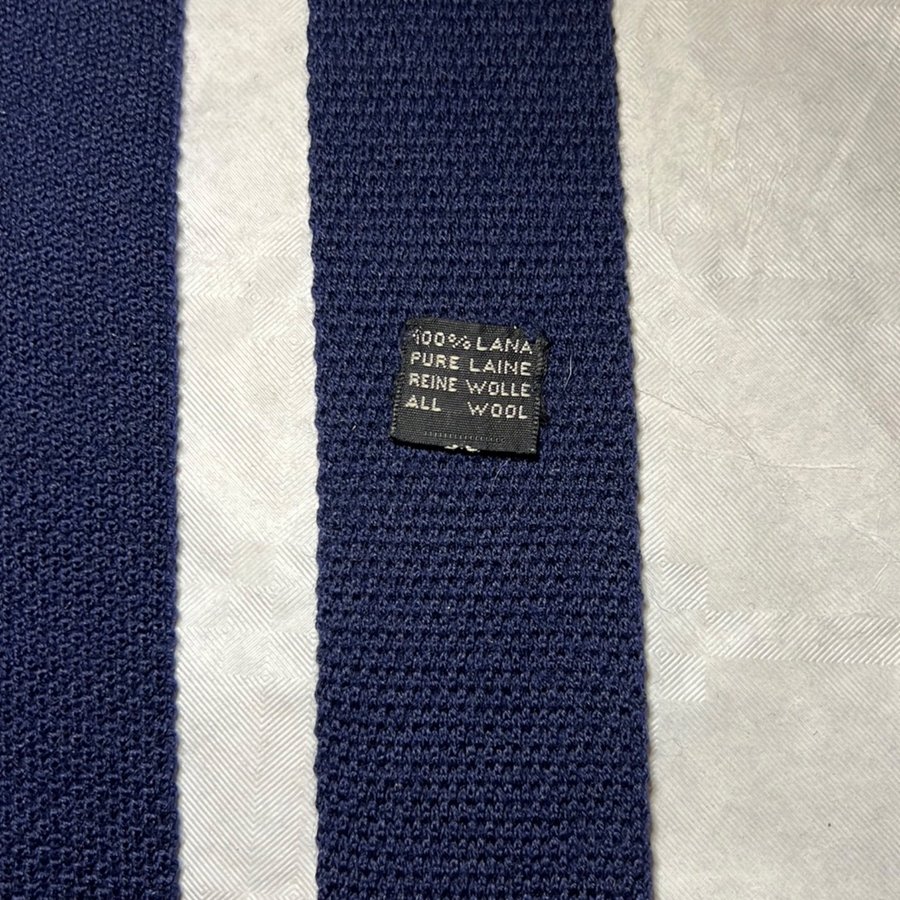 100% LANA
PURE LAINE
REINE WOLLE
ALL WOOL